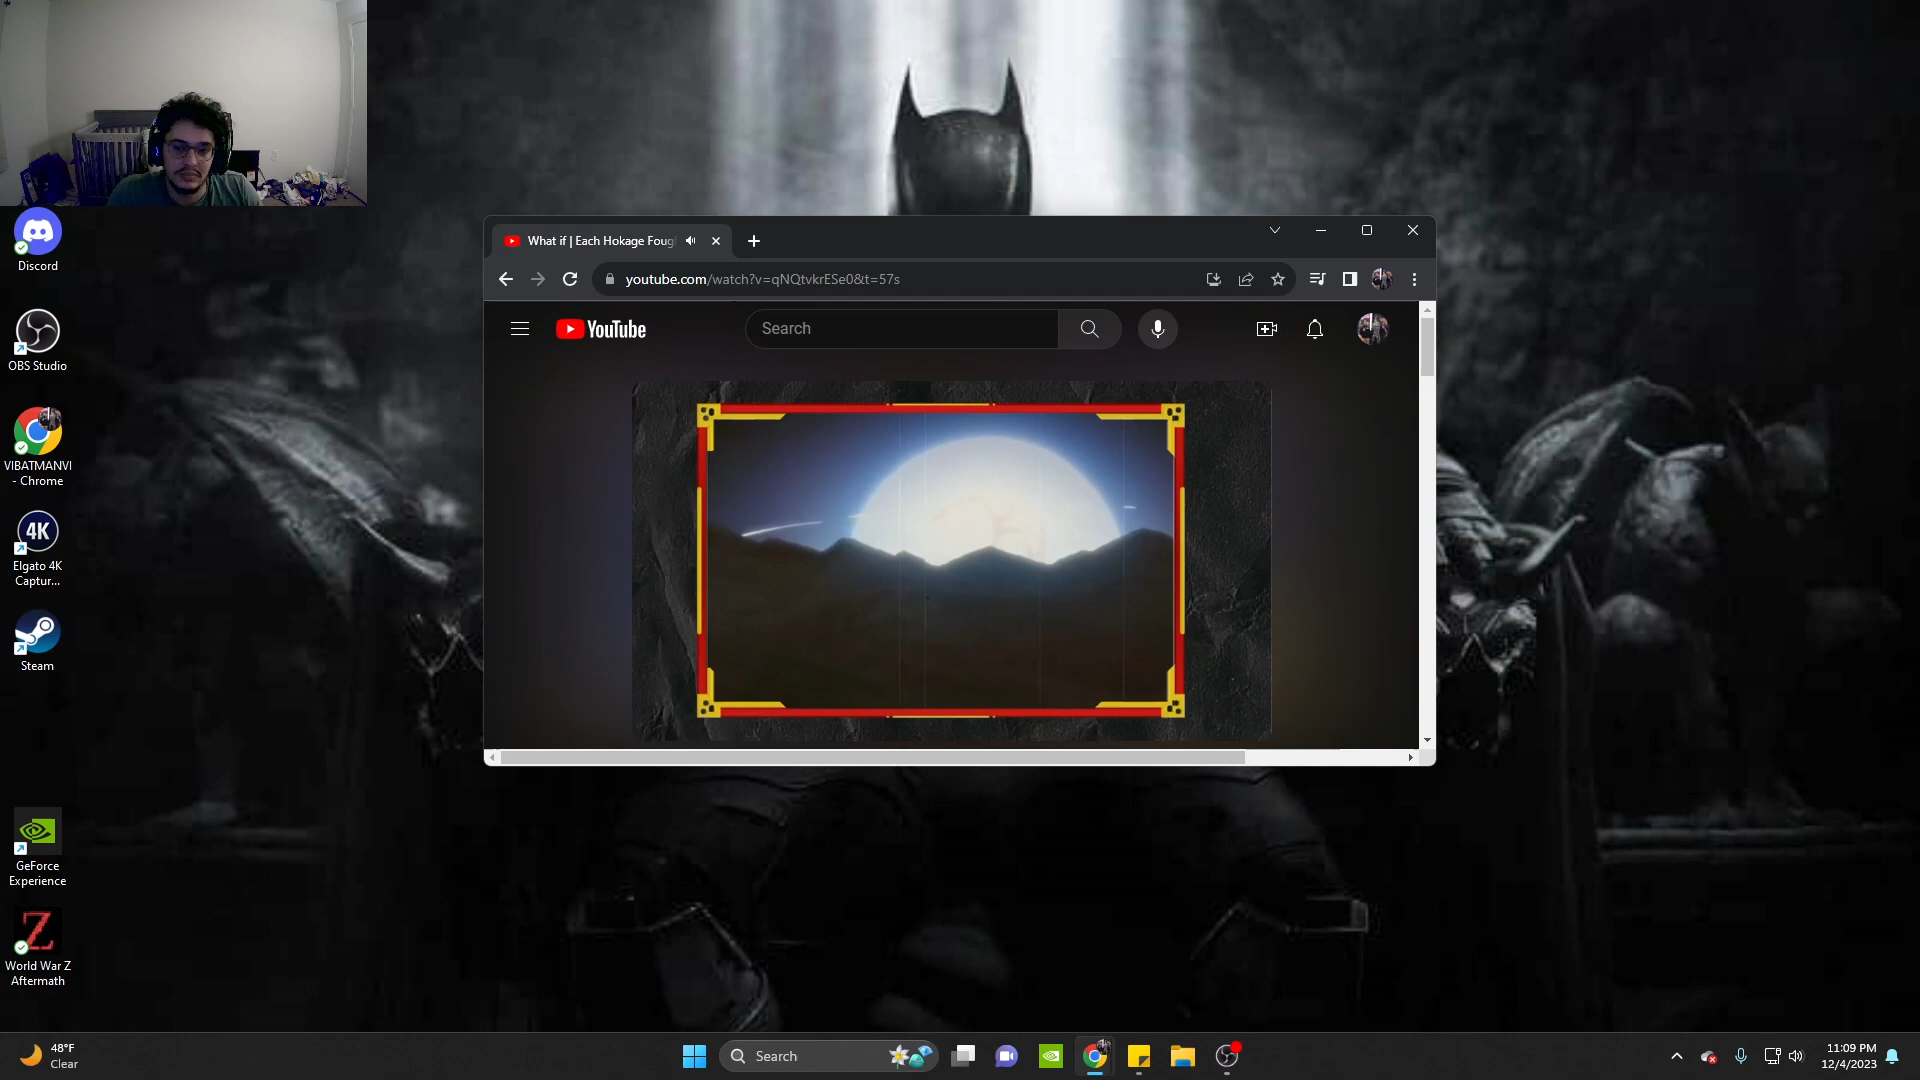 Discord
OBS Studio
VIBATMANVI
- Chrome
4K
Elgato 4K
Captur...
Steam
GeForce
Experience
Z
World War Z
Aftermath
What if | Each Hokage Foug
youtube.com/watch?v=qNQtvkrESe0&t=57s
YouTube
Search
48°F
Clear
Search
11:09 PM
12/4/2023